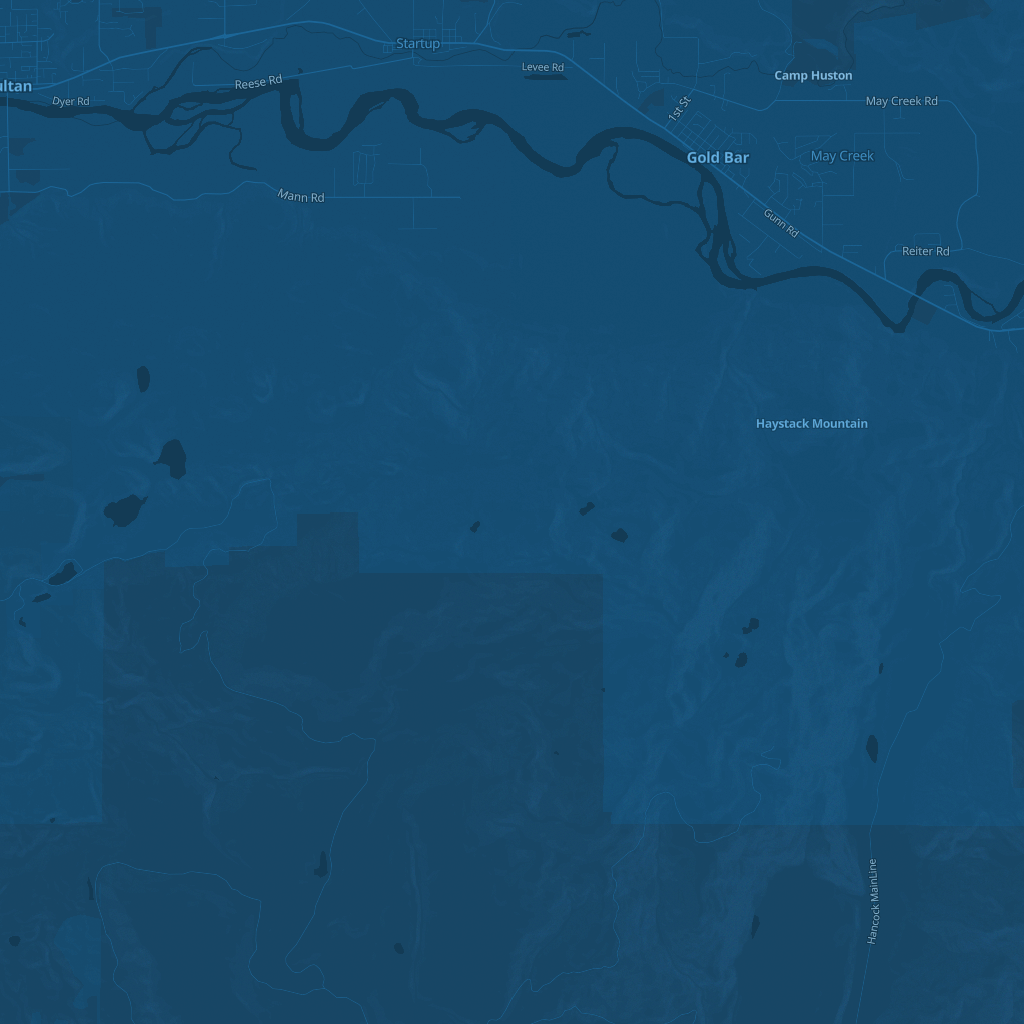 Startup
Levee Rd
Camp Huston
ultan
Reese Rd
Dyer Rd
1st St
May Creek Rd
Gold Bar
May Creek
Mann Rd
Gunn Rd
Reiter Rd
Haystack Mountain
Hancock MainLine